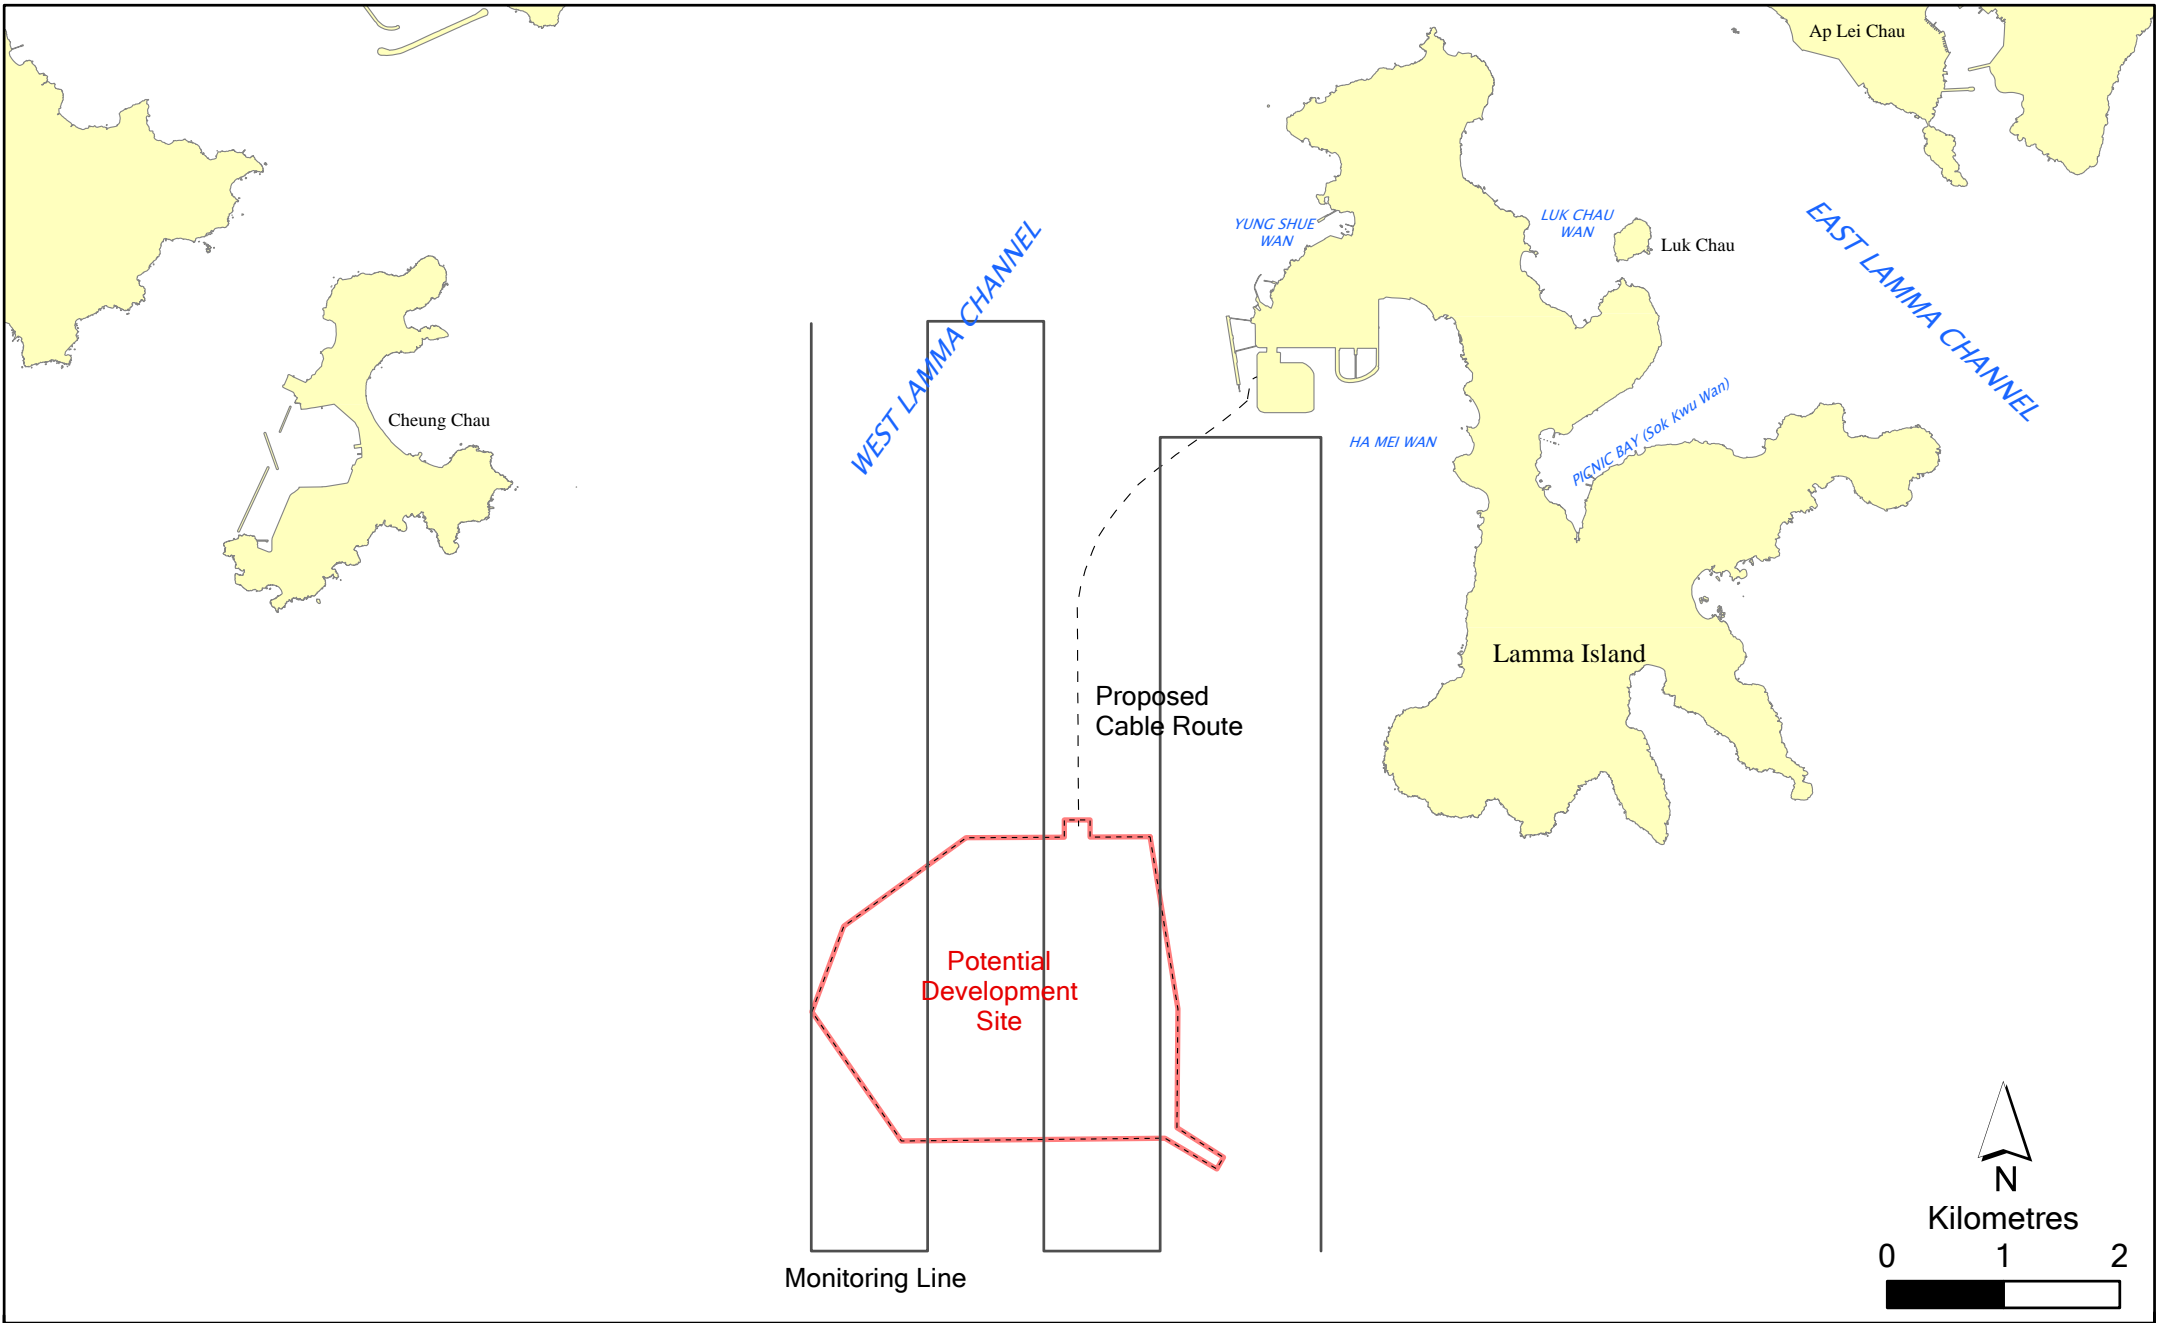 Ap Lei Chau
YUNG SHUE
WAN
LUK CHAU
WAN
Luk Chau
EAST LAMMA CHANNEL
WEST LAMMA CHANNEL
Cheung Chau
HA MEI WAN
PICNIC BAY (Sok Kwu Wan)
Lamma Island
Proposed
Cable Route
Potential
Development
Site
Monitoring Line
N
Kilometres
0 1 2